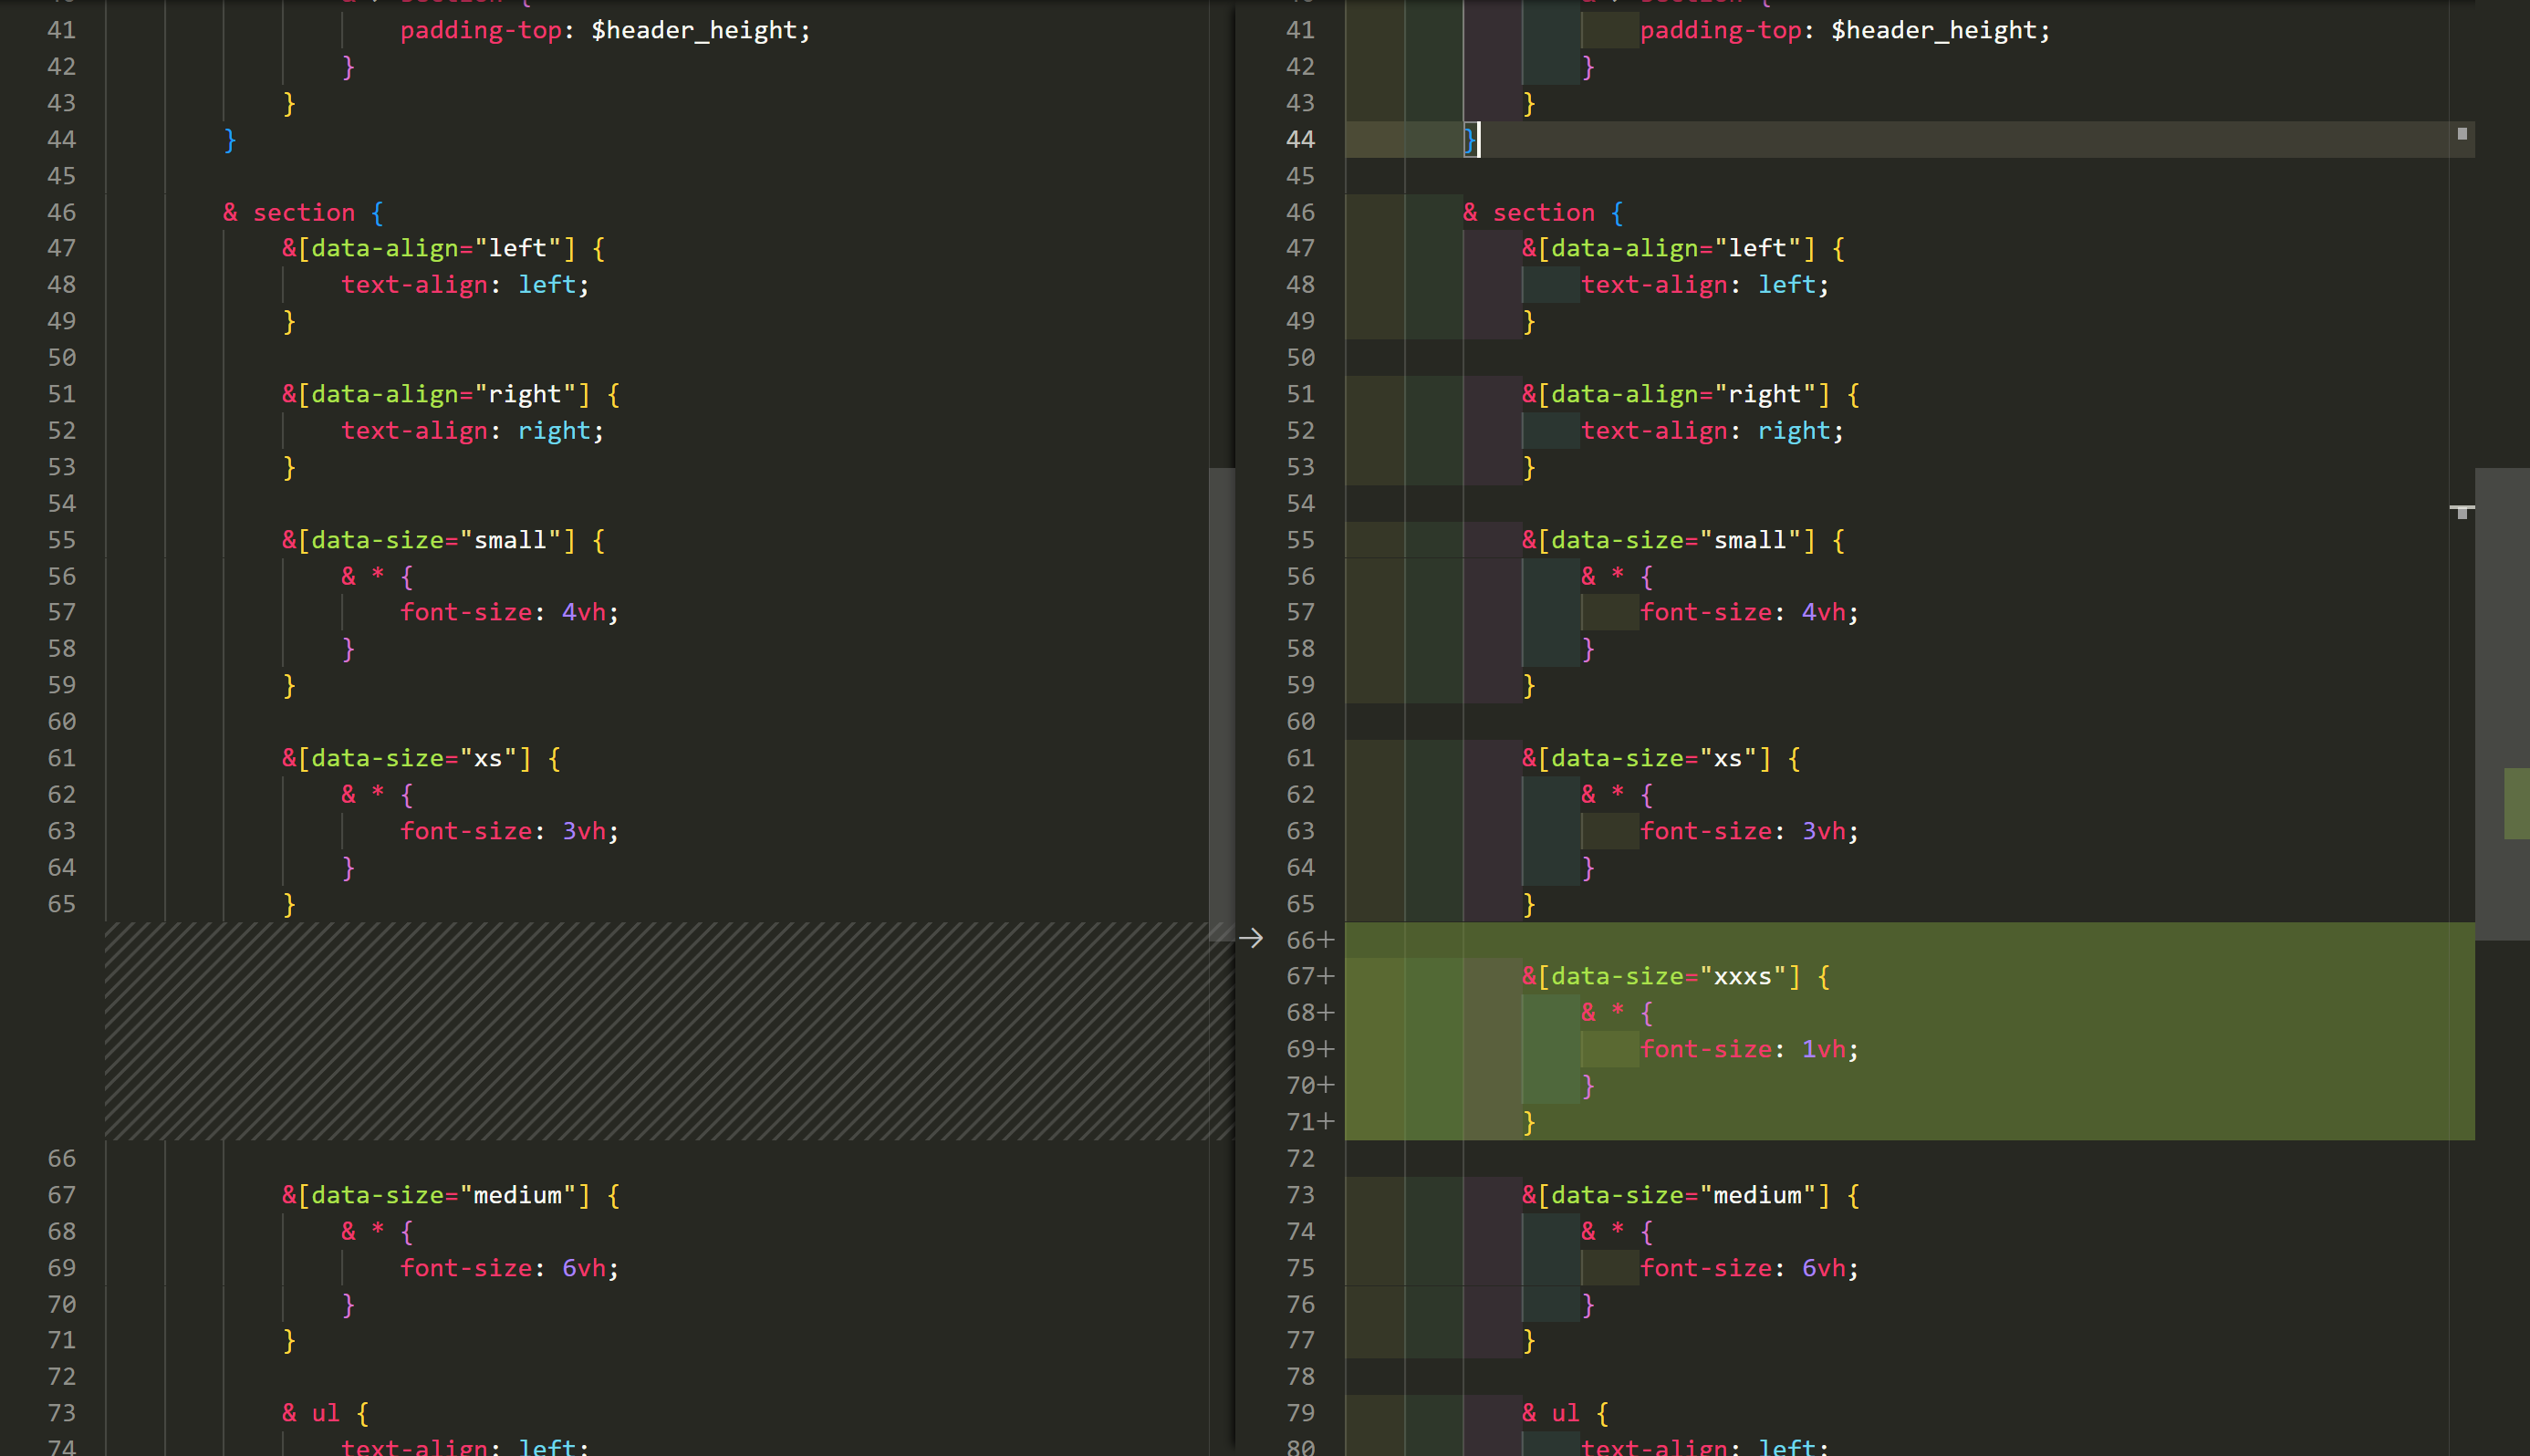 & > section {
41 padding-top: $header_height;
42 }
43 }
44 }
45
46 & section {
47 &[data-align="left"] {
48 text-align: left;
49 }
50
51 &[data-align="right"] {
52 text-align: right;
53 }
54
55 &[data-size="small"] {
56 & * {
57 font-size: 4vh;
58 }
59 }
60
61 &[data-size="xs"] {
62 & * {
63 font-size: 3vh;
64 }
65 }
66
67 &[data-size="medium"] {
68 & * {
69 font-size: 6vh;
70 }
71 }
72
73 & ul {
74 text-align: left;
& > section {
41 padding-top: $header_height;
42 }
43 }
44 }
45
46 & section {
47 &[data-align="left"] {
48 text-align: left;
49 }
50
51 &[data-align="right"] {
52 text-align: right;
53 }
54
55 &[data-size="small"] {
56 & * {
57 font-size: 4vh;
58 }
59 }
60
61 &[data-size="xs"] {
62 & * {
63 font-size: 3vh;
64 }
65 }
→ 66+
67+ &[data-size="xxxs"] {
68+ & * {
69+ font-size: 1vh;
70+ }
71+ }
72
73 &[data-size="medium"] {
74 & * {
75 font-size: 6vh;
76 }
77 }
78
79 & ul {
80 text-align: left;